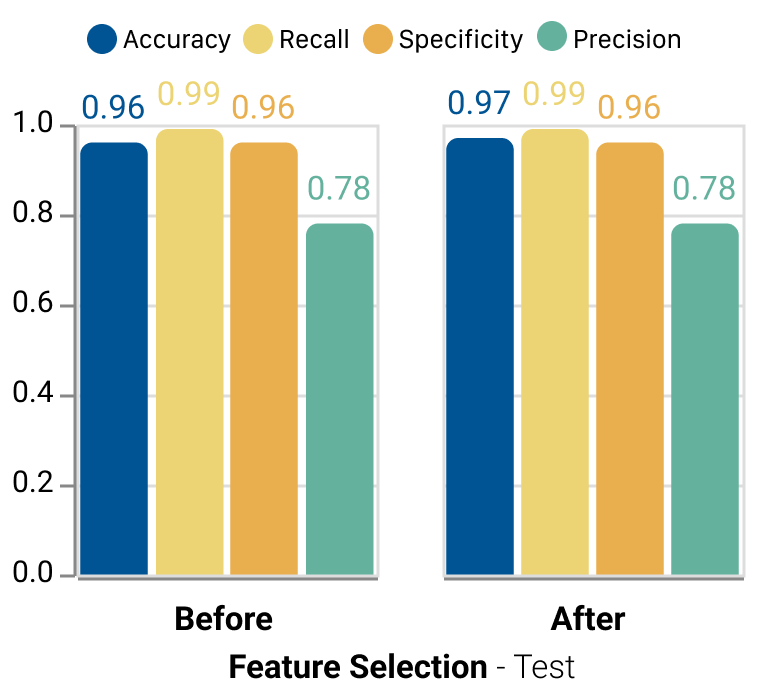 Accuracy Recall Specificity Precision
0.96 0.99 0.96 0.78 0.97 0.99 0.96 0.78
1.0
0.8
0.6
0.4
0.2
0.0
Before After
Feature Selection - Test